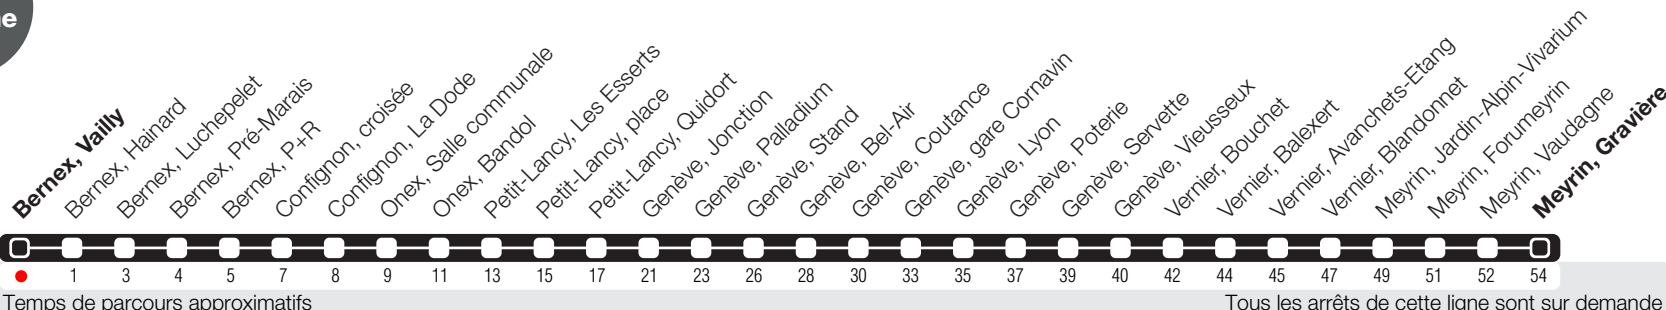 Bernex, Vailly
Bernex, Hainard
Bernex, Luchepelet
Bernex, Pré-Marais
Bernex, P+R
Confignon, croisée
Confignon, La Dode
Onex, Salle communale
Onex, Bandol
Petit-Lancy, Les Esserts
Petit-Lancy, place
Petit-Lancy, Quidort
Genève, Jonction
Genève, Palladium
Genève, Stand
Genève, Bel-Air
Genève, Coutance
Genève, gare Cornavin
Genève, Lyon
Genève, Poterie
Genève, Servette
Genève, Vieusseux
Vernier, Bouchet
Vernier, Balexert
Vernier, Avanchets-Etang
Vernier, Blandonnet
Meyrin, Jardin-Alpin-Vivarium
Meyrin, Forumeyrin
Meyrin, Vaudagne
Meyrin, Gravière
1 3 4 5 7 8 9 11 13 15 17 21 23 26 28 30 33 35 37 39 40 42 44 45 47 49 51 52 54
Temps de parcours approximatifs
Tous les arrêts de cette ligne sont sur demande